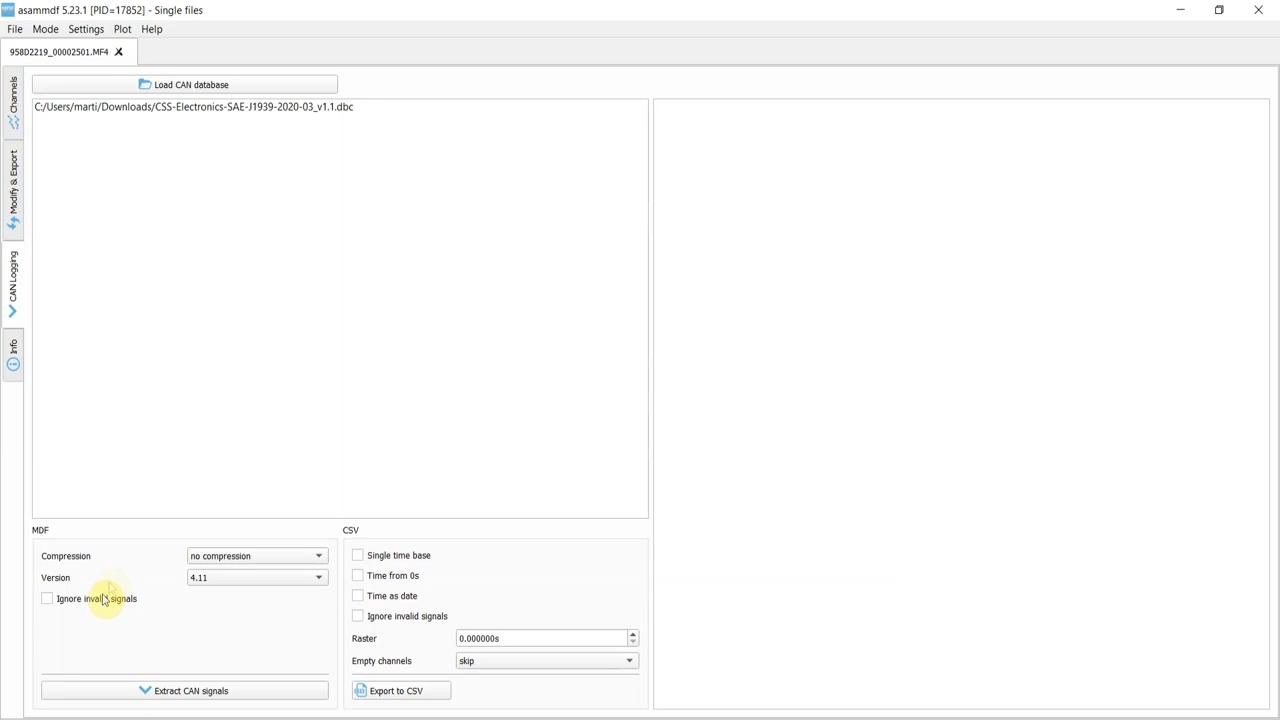 asammdf 5.23.1 [PID=17852] - Single files
File Mode Settings Plot Help
958D2219_00002501.MF4
Channels
Modify & Export
CAN Logging
Info
Load CAN database
C:/Users/marti/Downloads/CSS-Electronics-SAE-J1939-2020-03_v1.1.dbc
MDF
Compression no compression
Version 4.11
Ignore invalid signals
Extract CAN signals
CSV
Single time base
Time from 0s
Time as date
Ignore invalid signals
Raster 0.000000s
Empty channels skip
Export to CSV